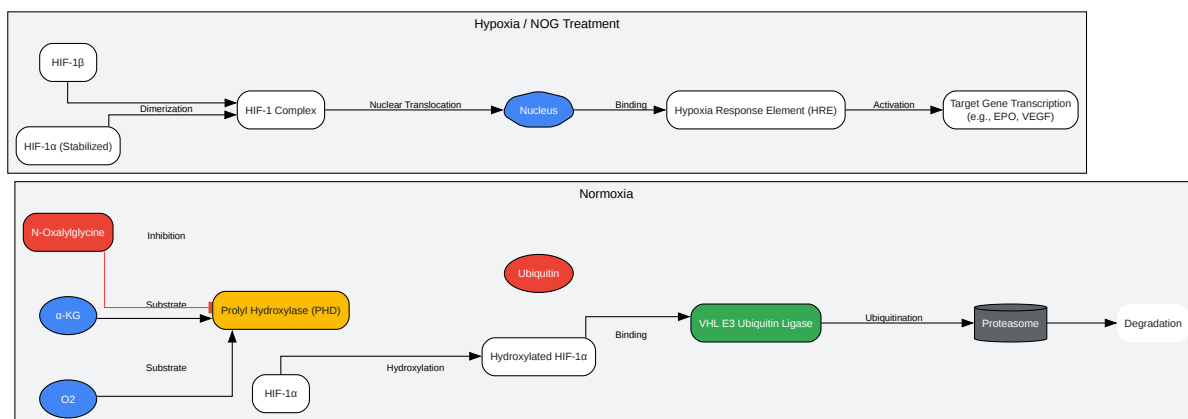 Hypoxia / NOG Treatment
HIF-1β
Dimerization
HIF-1α (Stabilized)
HIF-1 Complex
Nuclear Translocation
Nucleus
Binding
Hypoxia Response Element (HRE)
Activation
Target Gene Transcription
(e.g., EPO, VEGF)
Normoxia
N-Oxalylglycine
Inhibition
α-KG
Substrate
Prolyl Hydroxylase (PHD)
O2
Substrate
HIF-1α
Hydroxylation
Hydroxylated HIF-1α
Ubiquitin
Binding
VHL E3 Ubiquitin Ligase
Ubiquitination
Proteasome
Degradation